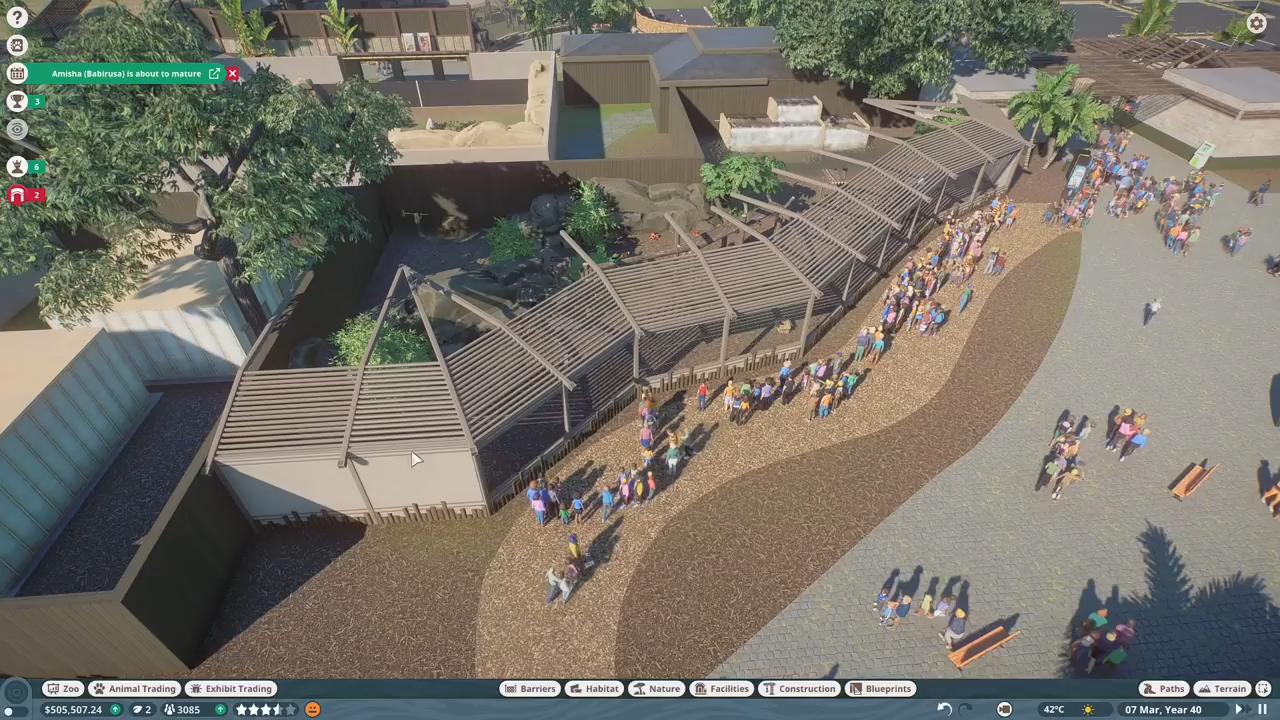 ?
Amisha (Babirusa) is about to mature
3
6
2
Zoo
Animal Trading
Exhibit Trading
Barriers
Habitat
Nature
Facilities
Construction
Blueprints
Paths
Terrain
$505,507.24
2
3085
42°C
07 Mar, Year 40